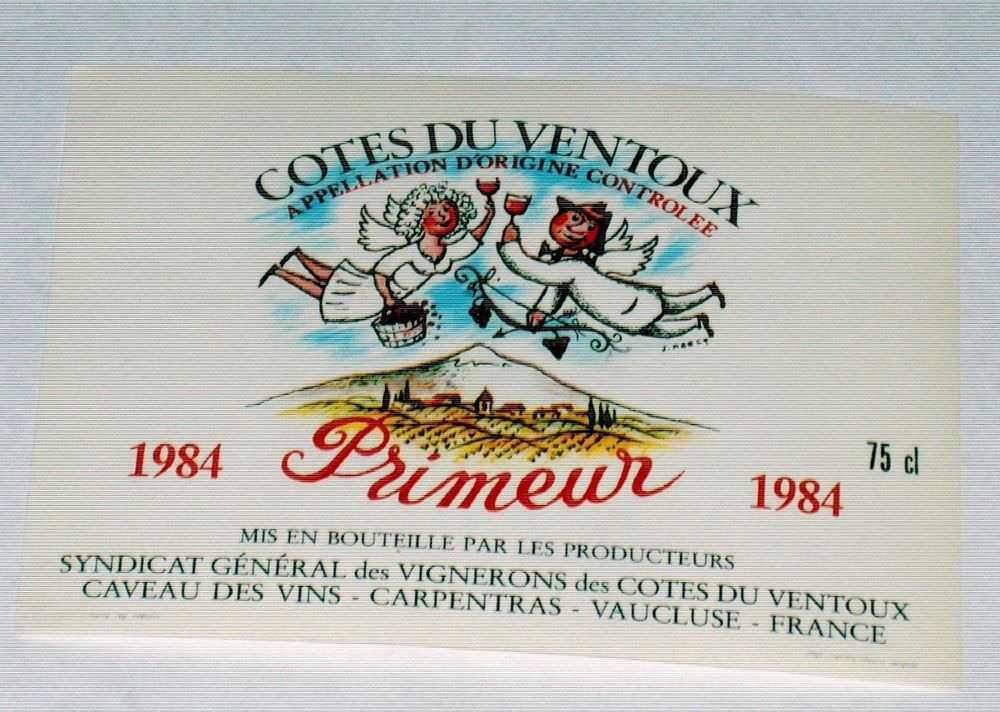 COTES DU VENTOUX
APPELLATION D'ORIGINE CONTROLEE
J. MARCY
Primeur
1984
1984
75 cl
MIS EN BOUTEILLE PAR LES PRODUCTEURS
SYNDICAT GÉNÉRAL des VIGNERONS des COTES DU VENTOUX
CAVEAU DES VINS - CARPENTRAS - VAUCLUSE - FRANCE